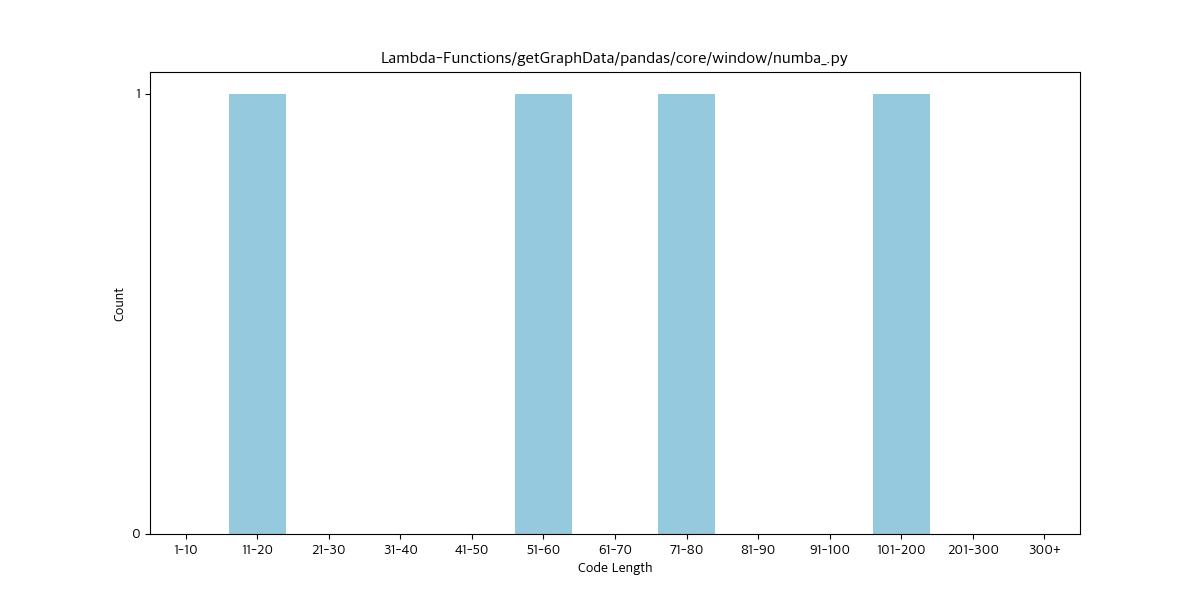 Lambda-Functions/getGraphData/pandas/core/window/numba_.py
1
0
Count
1-10 11-20 21-30 31-40 41-50 51-60 61-70 71-80 81-90 91-100 101-200 201-300 300+
Code Length